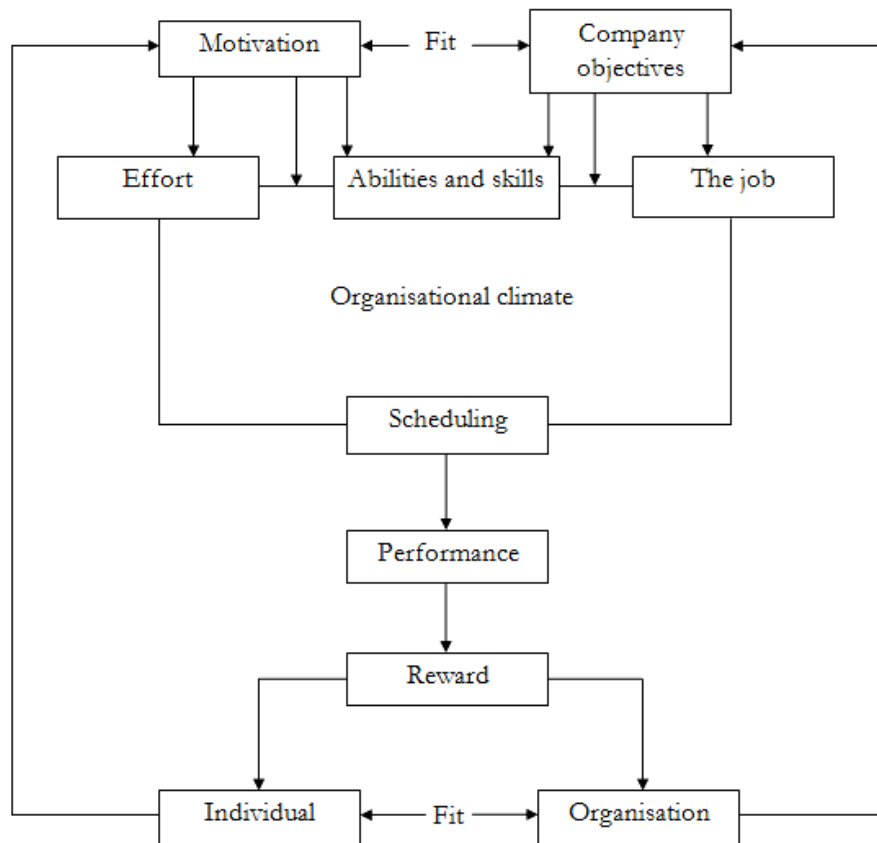 Motivation
Fit
Company
objectives
Effort
Abilities and skills
The job
Organisational climate
Scheduling
Performance
Reward
Individual
Fit
Organisation